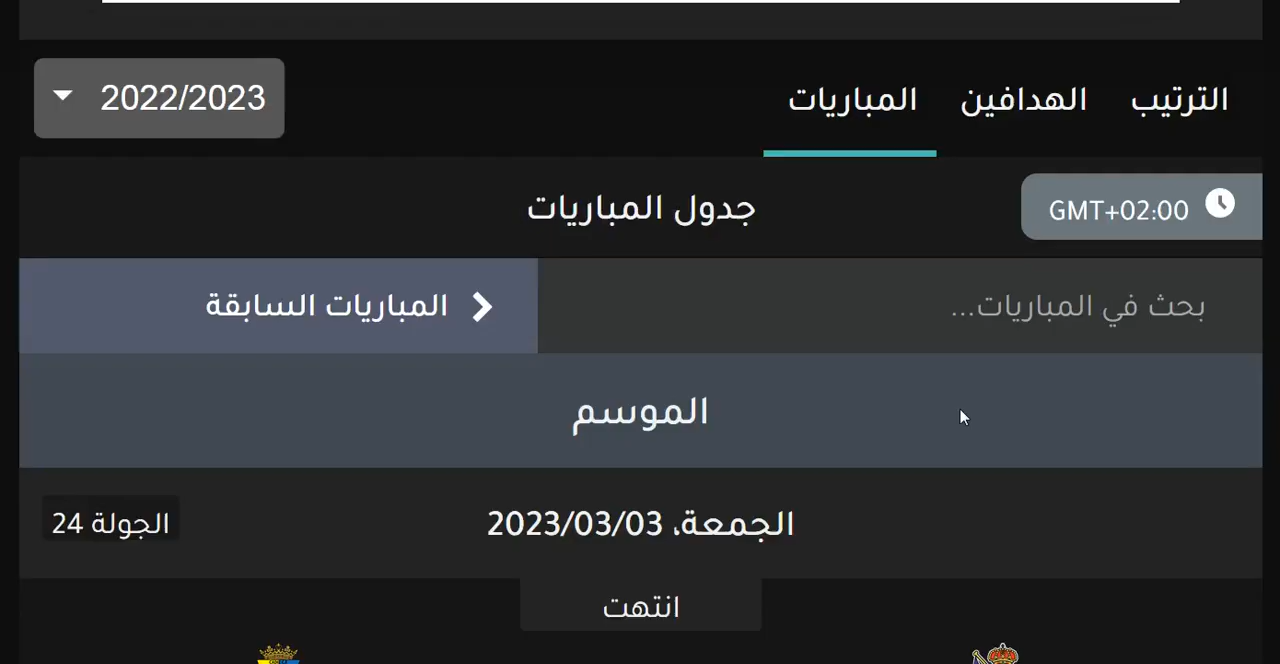 الترتيب
الهدافين
المباريات
2022/2023
GMT+02:00
جدول المباريات
بحث في المباريات...
المباريات السابقة
الموسم
الجمعة، 2023/03/03
الجولة 24
انتهت